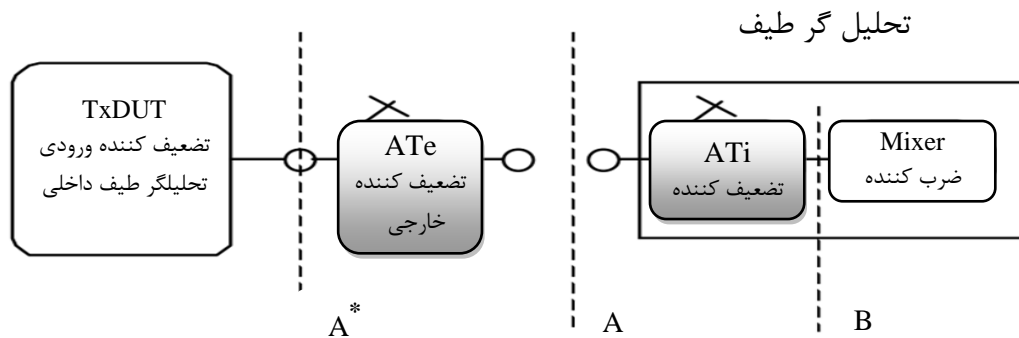 تحلیل گر طیف
TxDUT
تضعیف کننده ورودی
تحلیلگر طیف داخلی
ATe
تضعیف کننده
خارجی
ATi
تضعیف کننده
Mixer
ضرب کننده
A*
A
B